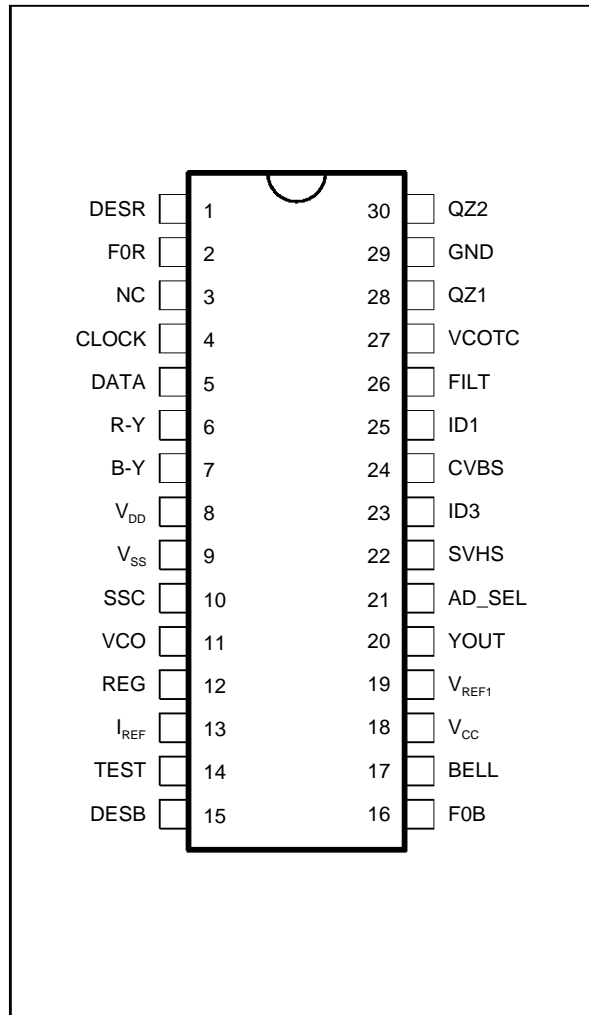 DESR 1 30 QZ2
F0R 2 29 GND
NC 3 28 QZ1
CLOCK 4 27 VCOTC
DATA 5 26 FILT
R-Y 6 25 ID1
B-Y 7 24 CVBS
VDD 8 23 ID3
VSS 9 22 SVHS
SSC 10 21 AD_SEL
VCO 11 20 YOUT
REG 12 19 VREF1
IREF 13 18 VCC
TEST 14 17 BELL
DESB 15 16 F0B